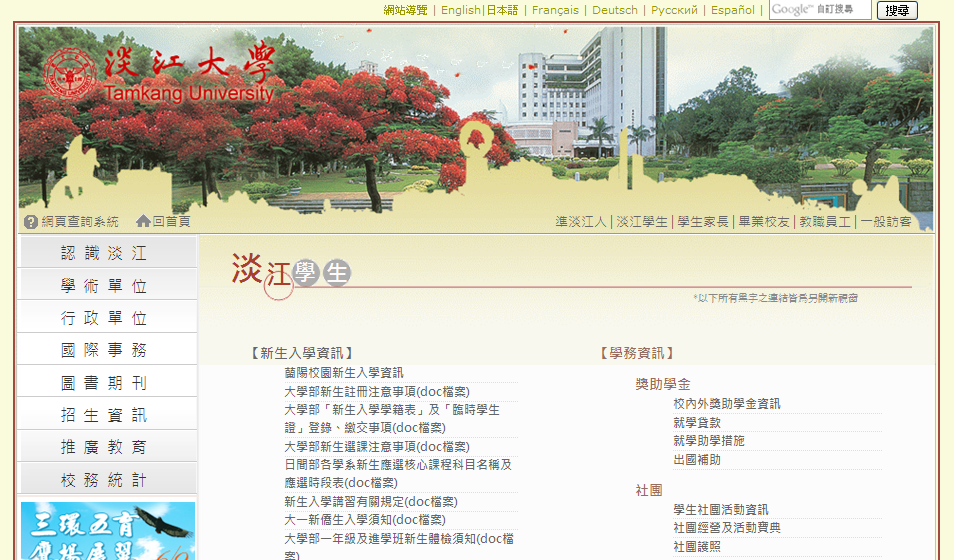 網站導覽 | English|日本語 | Français | Deutsch | Русский | Español |
Google™ 自訂搜尋
搜尋
淡江大學
Tamkang University
網頁查詢系統 回首頁
準淡江人 | 淡江學生 | 學生家長 | 畢業校友 | 教職員工 | 一般訪客
認識淡江
學術單位
行政單位
國際事務
圖書期刊
招生資訊
推廣教育
校務統計
三環五育
淡江學生
*以下所有黑字之連結皆為另開新視窗
【新生入學資訊】
蘭陽校園新生入學資訊
大學部新生註冊注意事項(doc檔案)
大學部「新生入學學籍表」及「臨時學生
證」登錄、繳交事項(doc檔案)
大學部新生選課注意事項(doc檔案)
日間部各學系新生應選核心課程科目名稱及
應選時段表(doc檔案)
新生入學講習有關規定(doc檔案)
大一新僑生入學須知(doc檔案)
大學部一年級及進學班新生體檢須知(doc檔
案)
【學務資訊】
獎助學金
校內外獎助學金資訊
就學貸款
就學助學措施
出國補助
社團
學生社團活動資訊
社團經營及活動寶典
社團護照